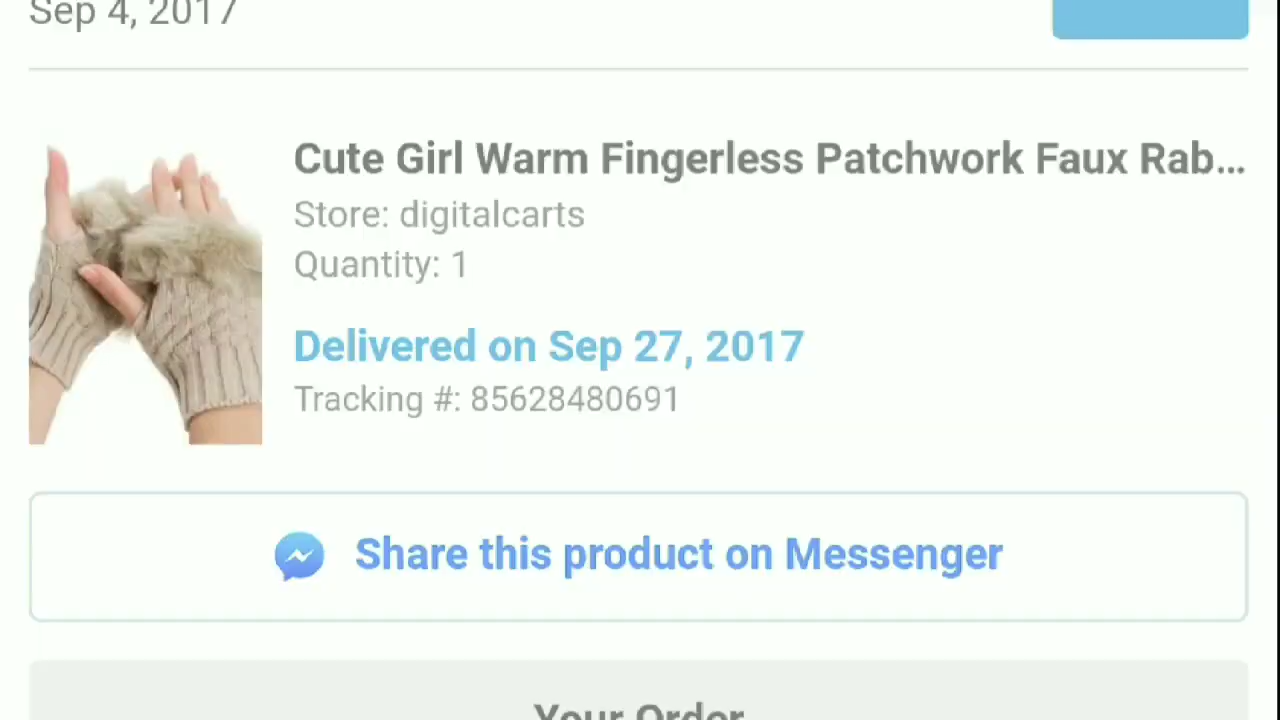 Sep 4, 2017
Cute Girl Warm Fingerless Patchwork Faux Rab...
Store: digitalcarts
Quantity: 1
Delivered on Sep 27, 2017
Tracking #: 85628480691
Share this product on Messenger
Your Order